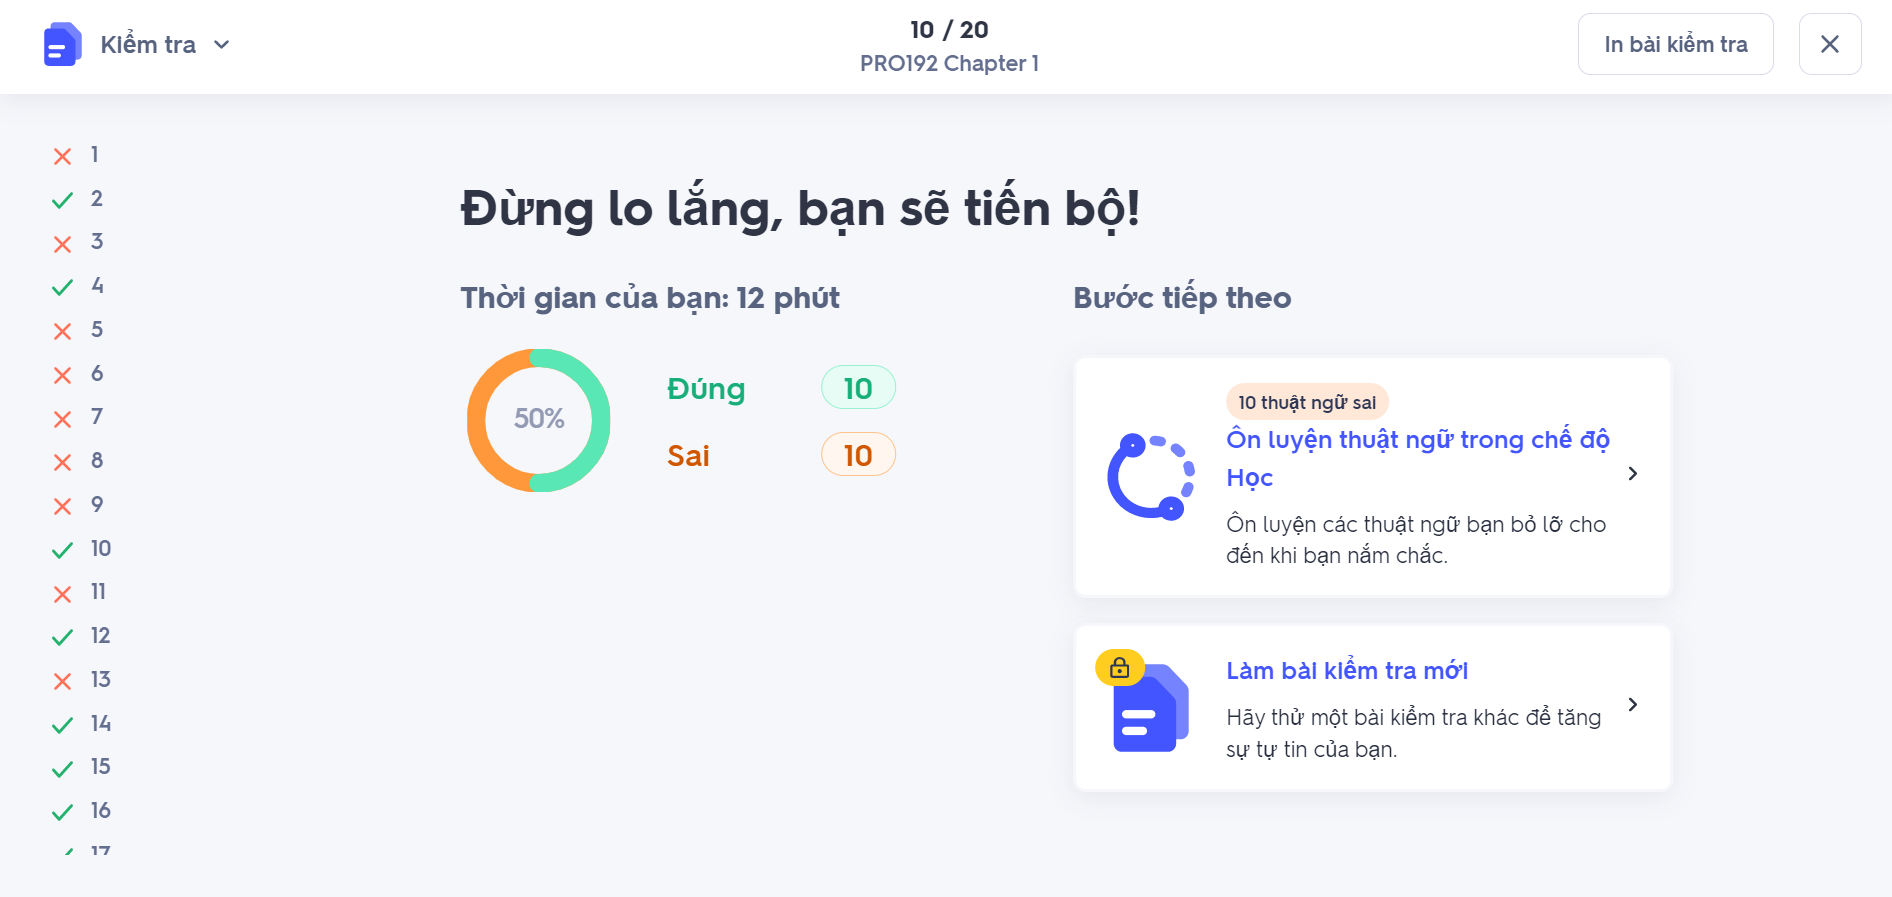 Kiểm tra
10 / 20
PRO192 Chapter 1
In bài kiểm tra
1
2
3
4
5
6
7
8
9
10
11
12
13
14
15
16
17
Đừng lo lắng, bạn sẽ tiến bộ!
Thời gian của bạn: 12 phút
50%
Đúng 10
Sai 10
Bước tiếp theo
10 thuật ngữ sai
Ôn luyện thuật ngữ trong chế độ
Học
Ôn luyện các thuật ngữ bạn bỏ lỡ cho
đến khi bạn nắm chắc.
Làm bài kiểm tra mới
Hãy thử một bài kiểm tra khác để tăng
sự tự tin của bạn.